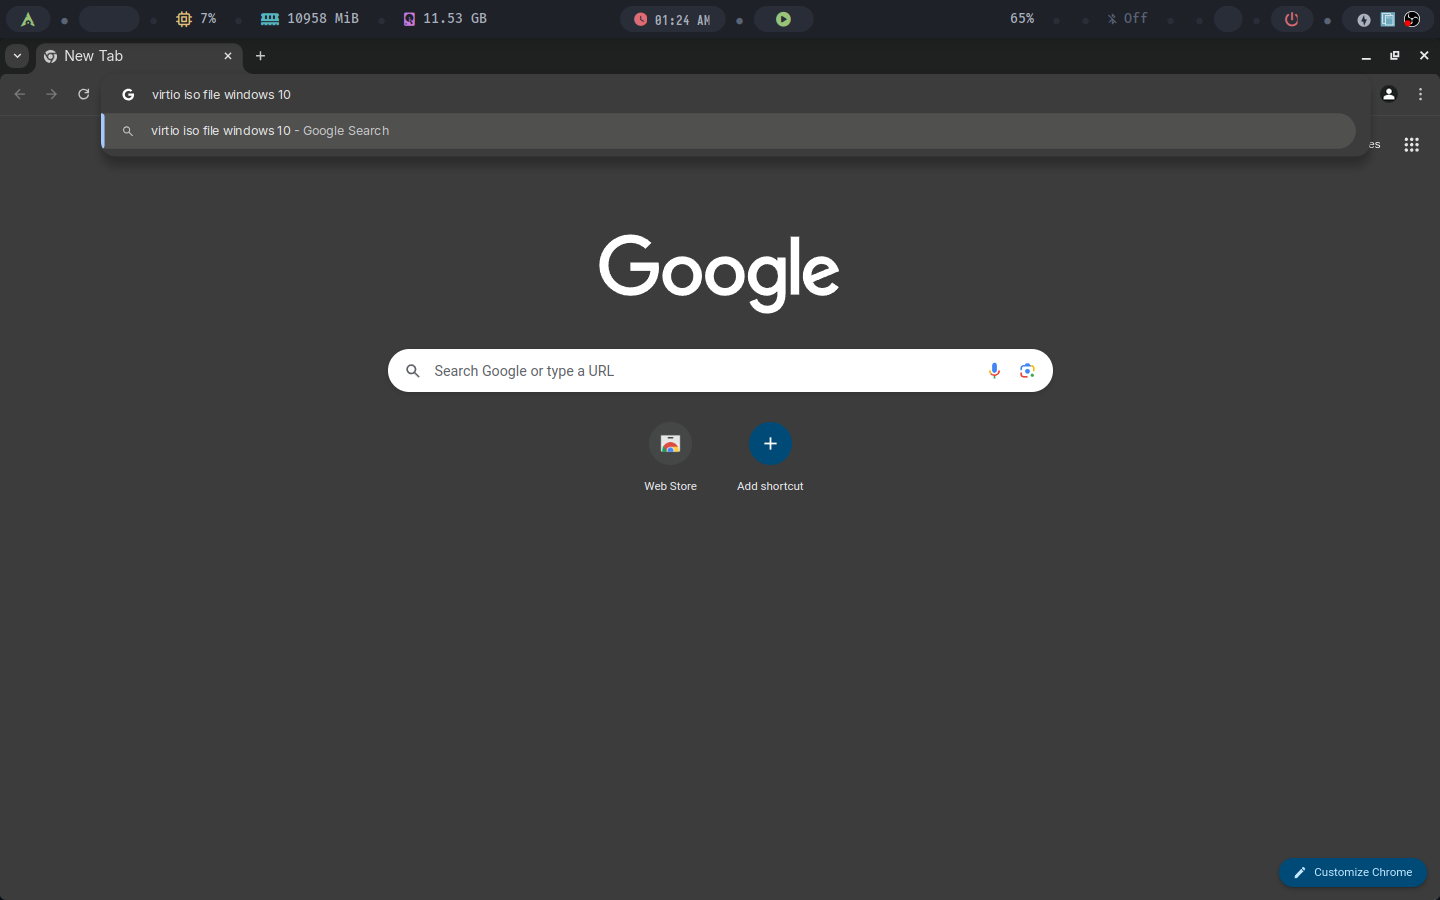 7%
10958 MiB
11.53 GB
01:24 AM
65%
Off
New Tab
virtio iso file windows 10
virtio iso file windows 10 - Google Search
es
Google
Search Google or type a URL
Web Store
Add shortcut
Customize Chrome